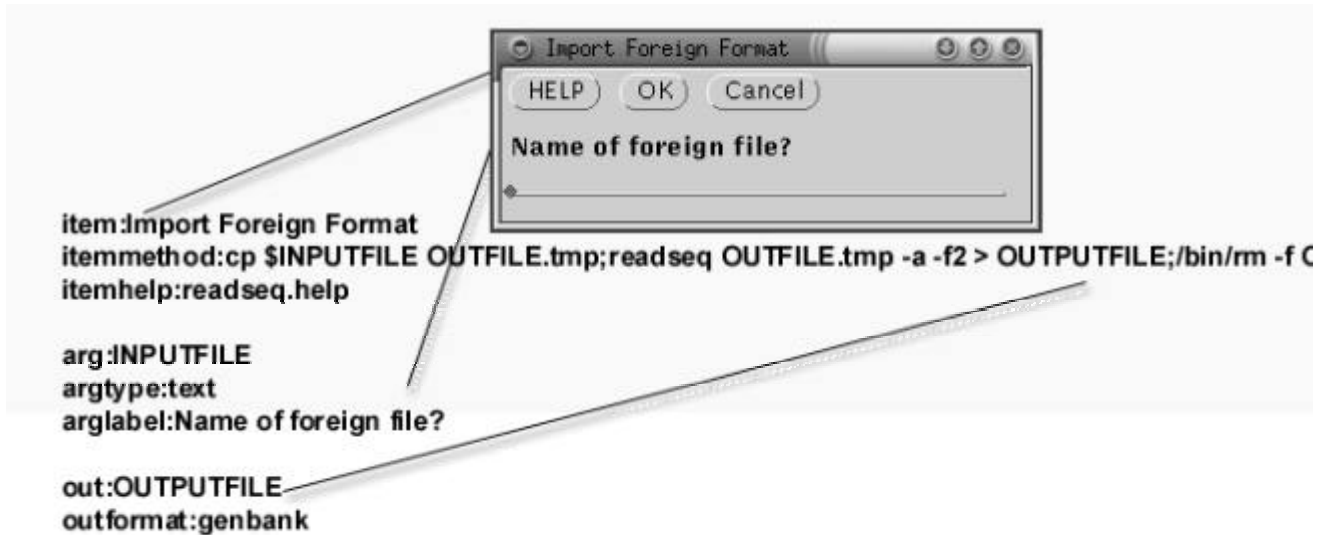 Import Foreign Format
HELP OK Cancel
Name of foreign file?
item:Import Foreign Format
itemmethod:cp $INPUTFILE OUTFILE.tmp;readseq OUTFILE.tmp -a -f2 > OUTPUTFILE;/bin/rm -f
itemhelp:readseq.help
arg:INPUTFILE
argtype:text
arglabel:Name of foreign file?
out:OUTPUTFILE
outformat:genbank